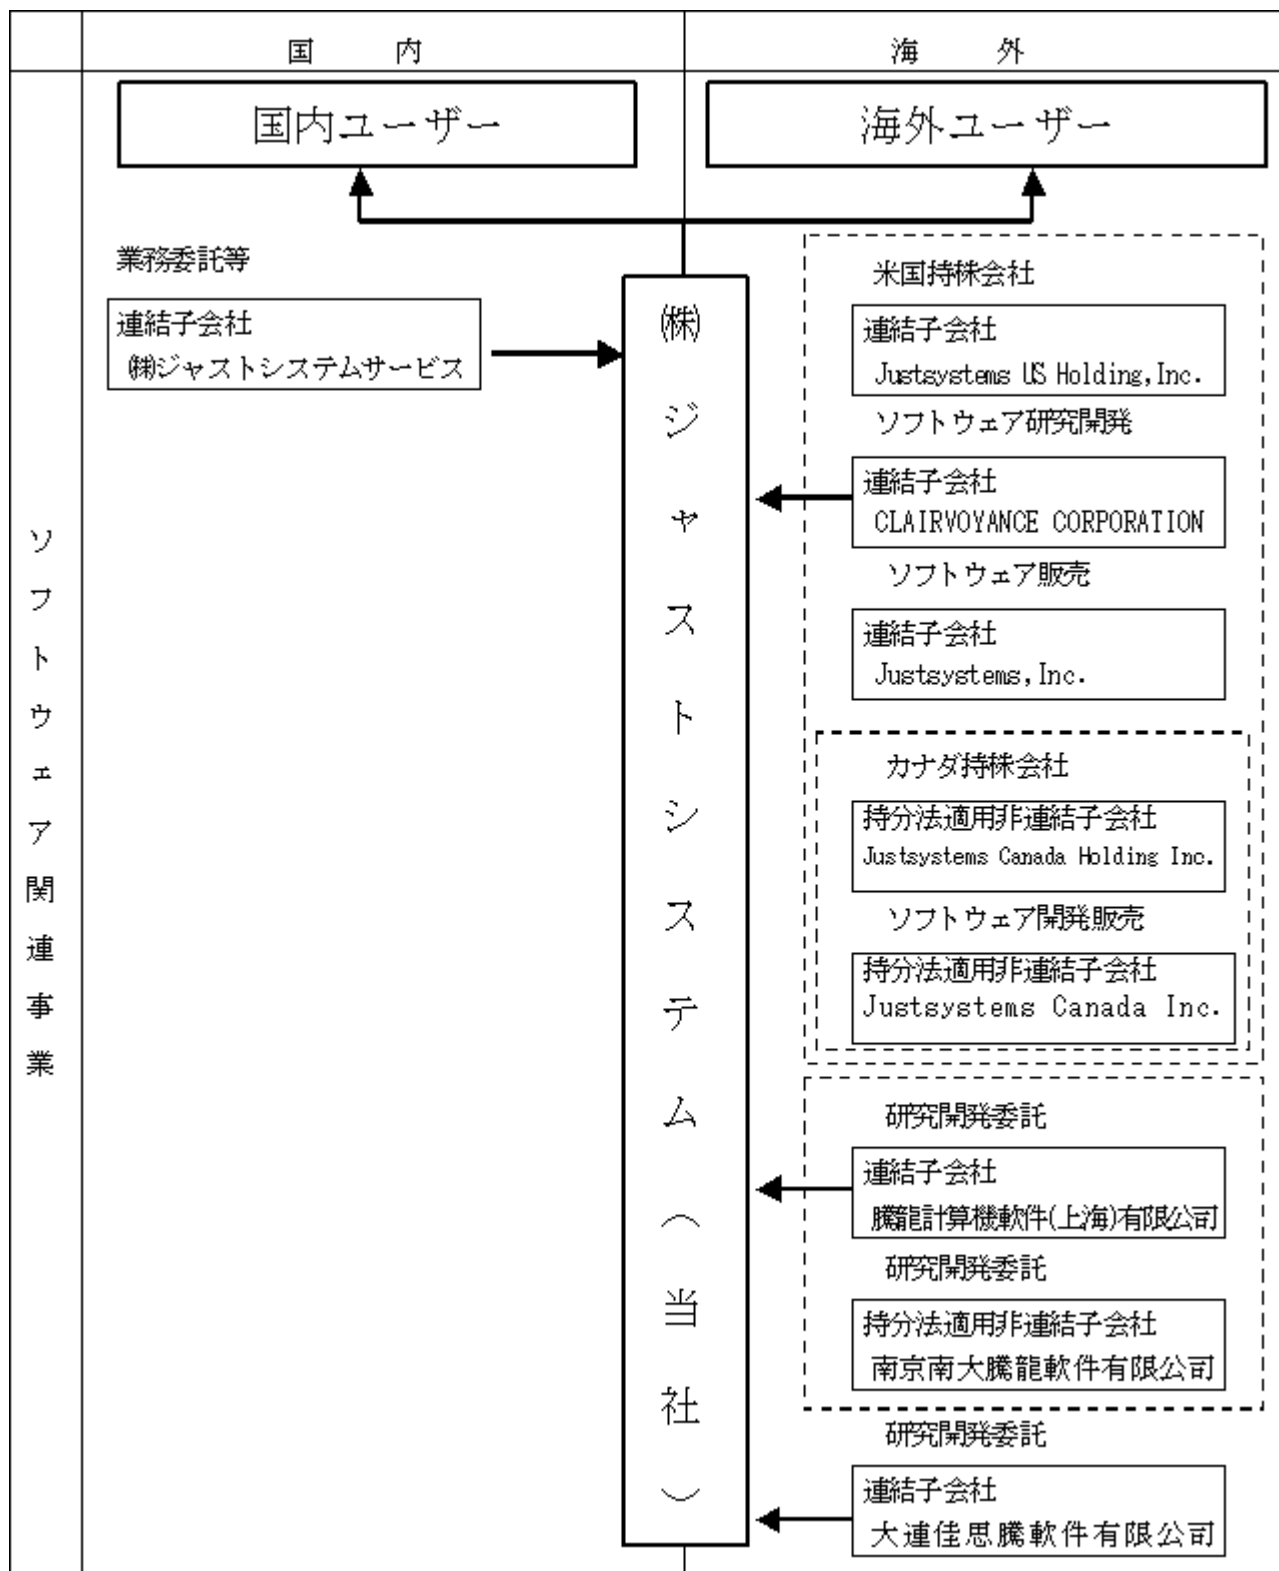 国 内
海 外
国内ユーザー
海外ユーザー
ソフトウェア関連事業
業務委託等
連結子会社
㈱ジャストシステムサービス
㈱ジャストシステム（当社）
米国持株会社
連結子会社
Justsystems US Holding,Inc.
ソフトウェア研究開発
連結子会社
CLAIRVOYANCE CORPORATION
ソフトウェア販売
連結子会社
Justsystems,Inc.
カナダ持株会社
持分法適用非連結子会社
Justsystems Canada Holding Inc.
ソフトウェア開発販売
持分法適用非連結子会社
Justsystems Canada Inc.
研究開発委託
連結子会社
騰龍計算機軟件(上海)有限公司
研究開発委託
持分法適用非連結子会社
南京南大騰龍軟件有限公司
研究開発委託
連結子会社
大連佳思騰軟件有限公司